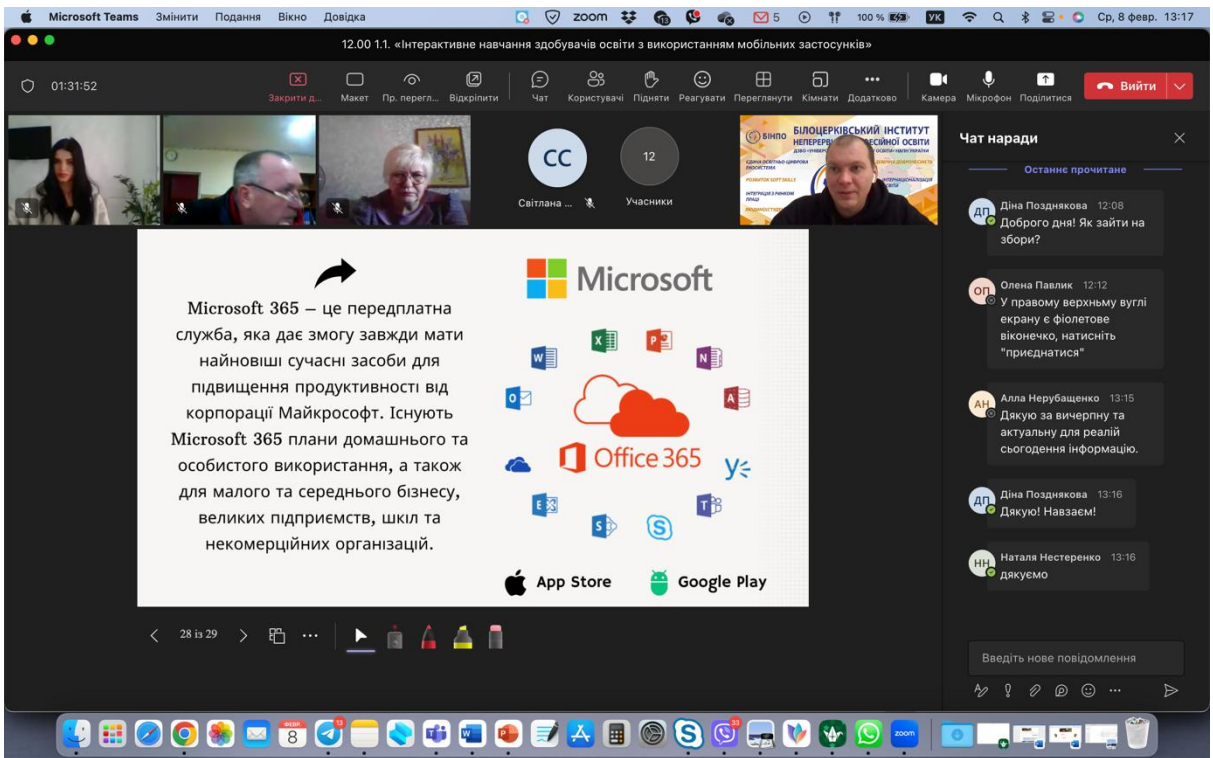 Microsoft Teams Змінити Подання Вікно Довідка
zoom
13
5
100 %
УК
Ср, 8 февр. 13:17
12.00 1.1. «Інтерактивне навчання здобувачів освіти з використанням мобільних застосунків»
01:31:52
Закрити д...
Макет
Пр. перегл...
Відкріпити
Чат
Користувачі
Підняти
Реагувати
Переглянути
Кімнати
Додатково
Камера
Мікрофон
Поділитися
Вийти
СС
Світлана ...
12
Учасники
БІНПО
БІЛОЦЕРКІВСЬКИЙ ІНСТИТУТ
Microsoft 365 – це передплатна
служба, яка дає змогу завжди мати
найновіші сучасні засоби для
підвищення продуктивності від
корпорації Майкрософт. Існують
Microsoft 365 плани домашнього та
особистого використання, а також
для малого та середнього бізнесу,
великих підприємств, шкіл та
некомерційних організацій.
Microsoft
Office 365
App Store
Google Play
28 із 29
Чат наради
Останнє прочитане
ДП
Діна Позднякова 12:08
Доброго дня! Як зайти на
збори?
ОП
Олена Павлик 12:12
У правому верхньому вуглі
екрану є фіолетове
віконечко, натисніть
"приєднатися"
АН
Алла Нерубащенко 13:15
Дякую за вичерпну та
актуальну для реалій
сьогодення інформацію.
ДП
Діна Позднякова 13:16
Дякую! Навзаєм!
НН
Наталя Нестеренко 13:16
дякуємо
Введіть нове повідомлення
ФЕВР.
8
13
33
zoom